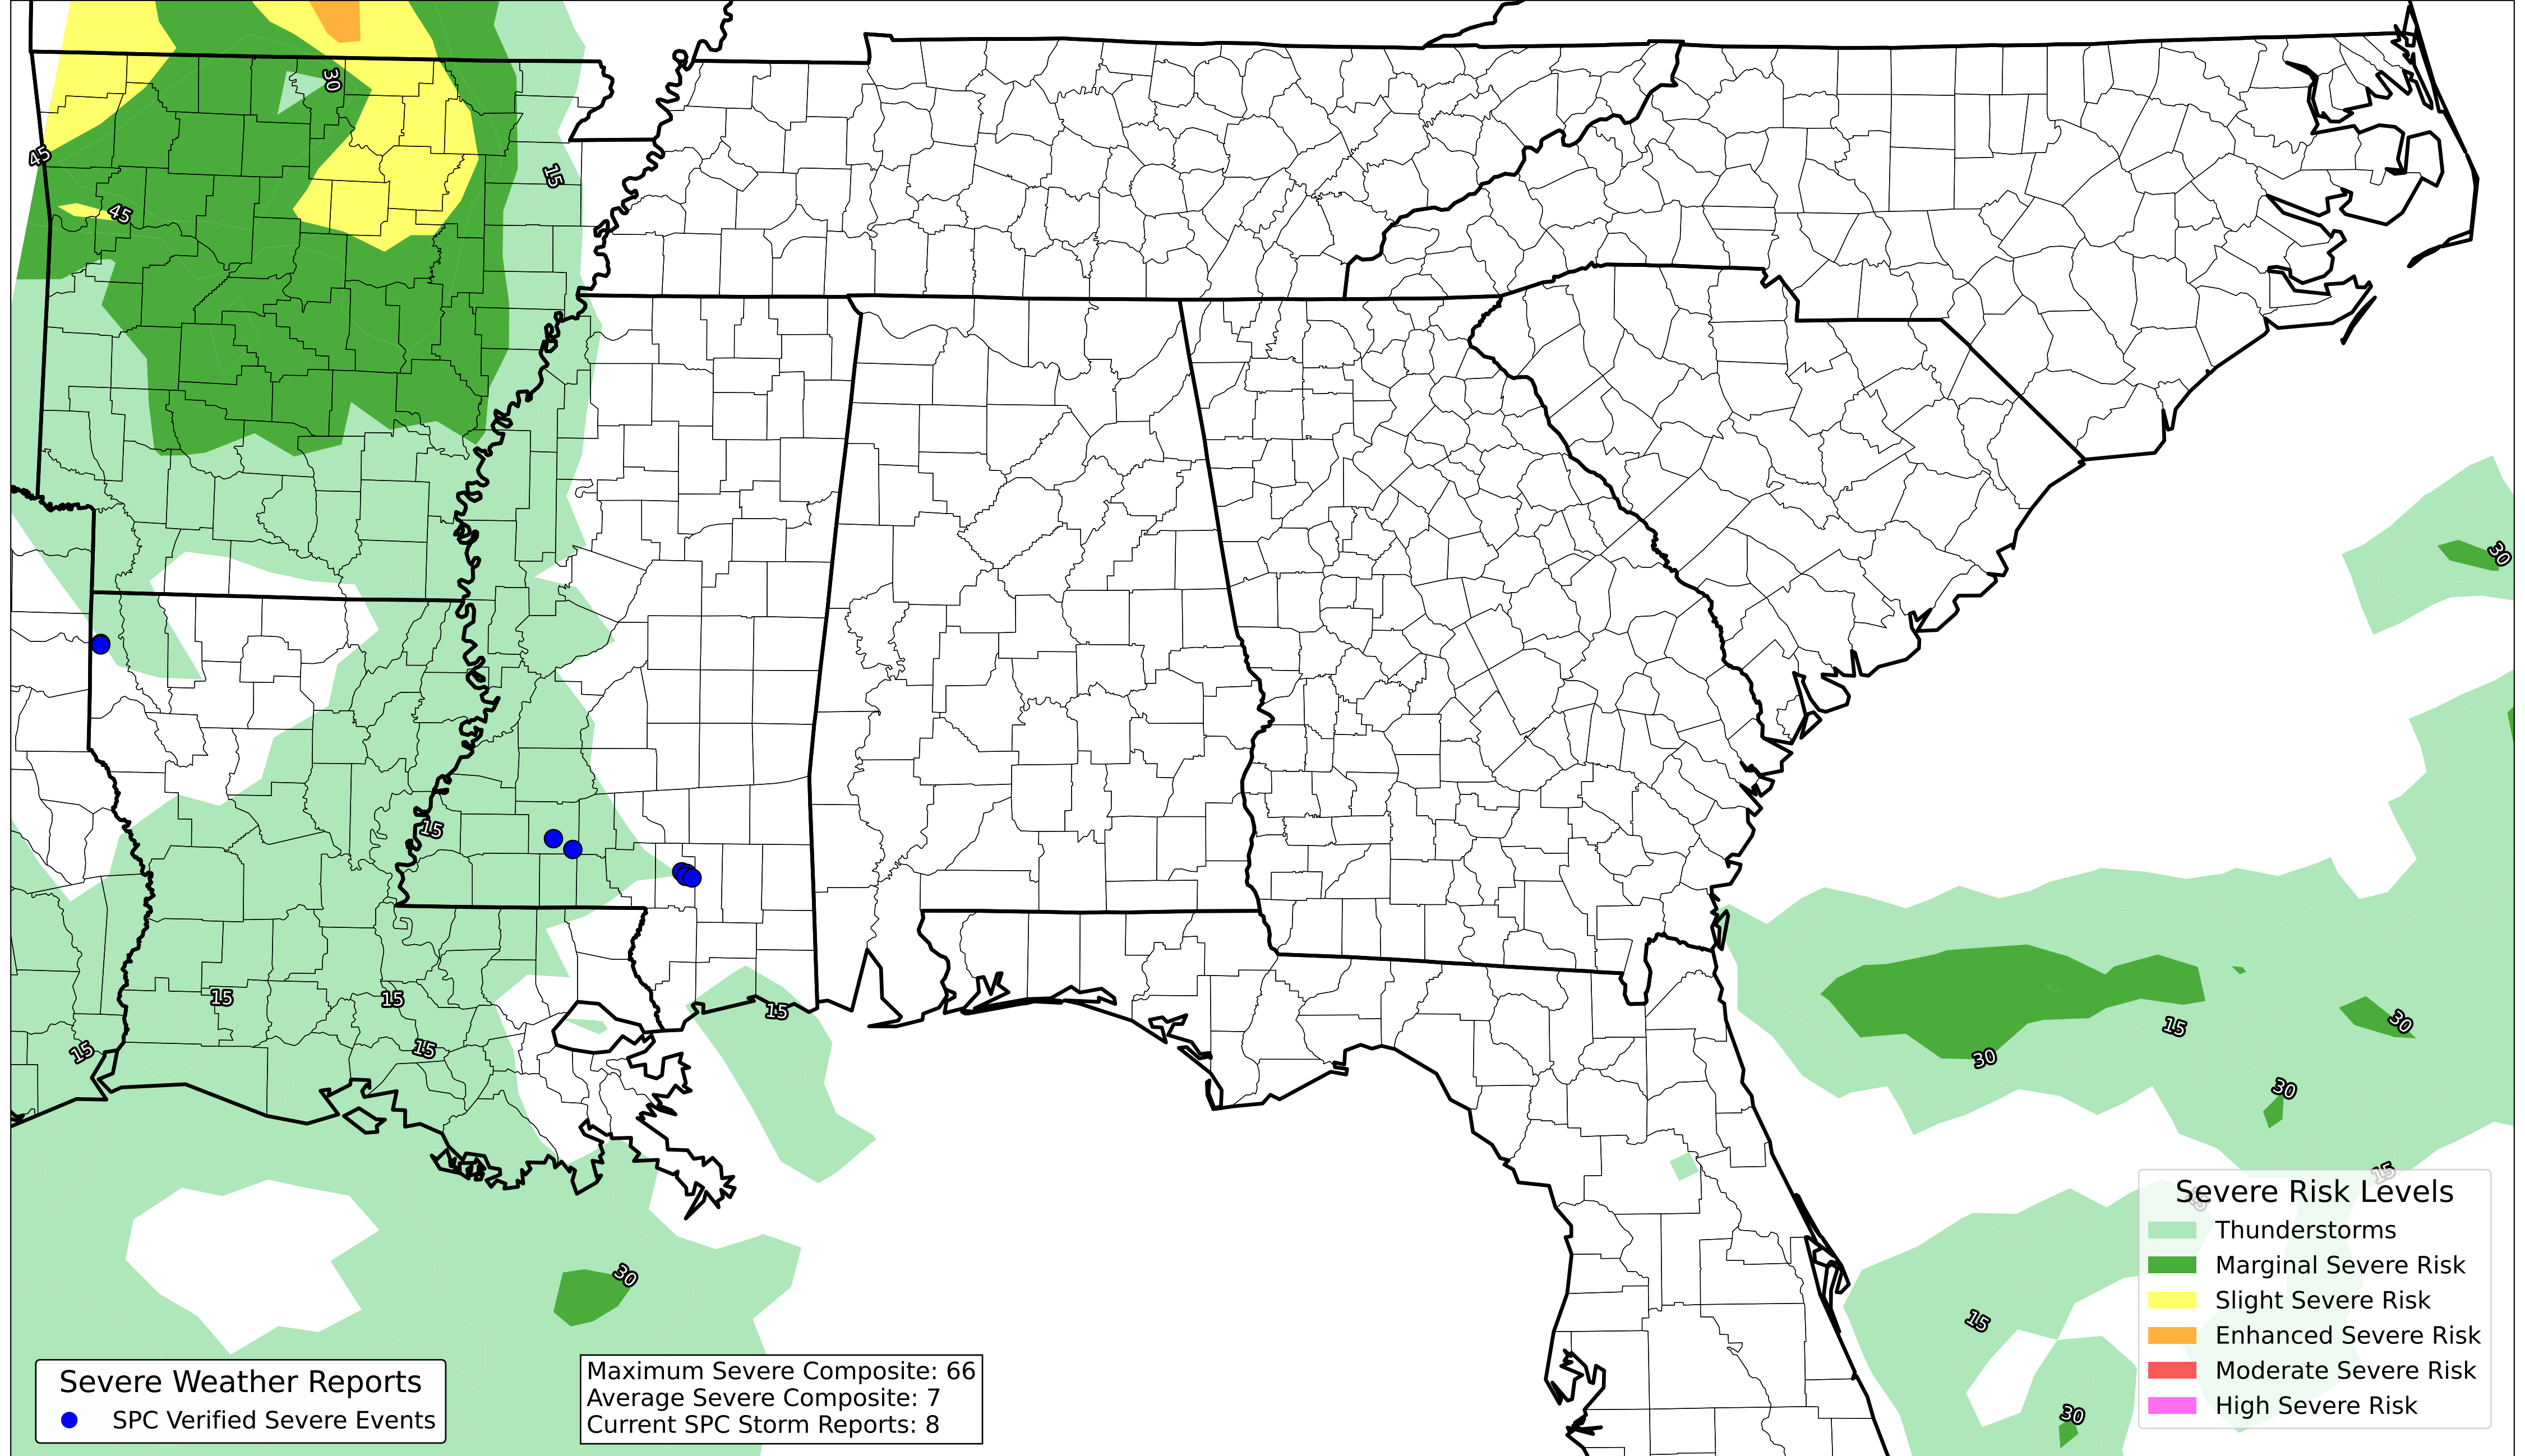 30
45
15
45
30
15
15
15
15
15
15
30
15
30
30
15
15
30
15
30
Severe Risk Levels
Thunderstorms
Marginal Severe Risk
Slight Severe Risk
Enhanced Severe Risk
Moderate Severe Risk
High Severe Risk
Severe Weather Reports
SPC Verified Severe Events
Maximum Severe Composite: 66
Average Severe Composite: 7
Current SPC Storm Reports: 8